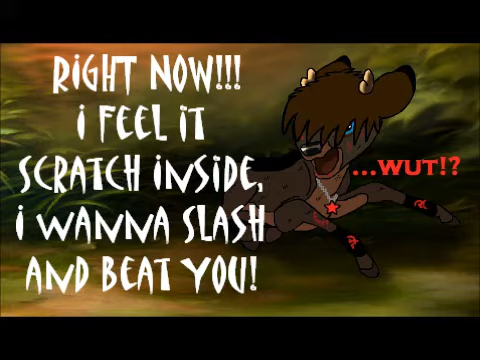 RIGHT NOW!!!
i FEEL iT
SCRATCH iNSiDE,
i WANNA SLASH
AND BEAT YOU!
...WUT!?